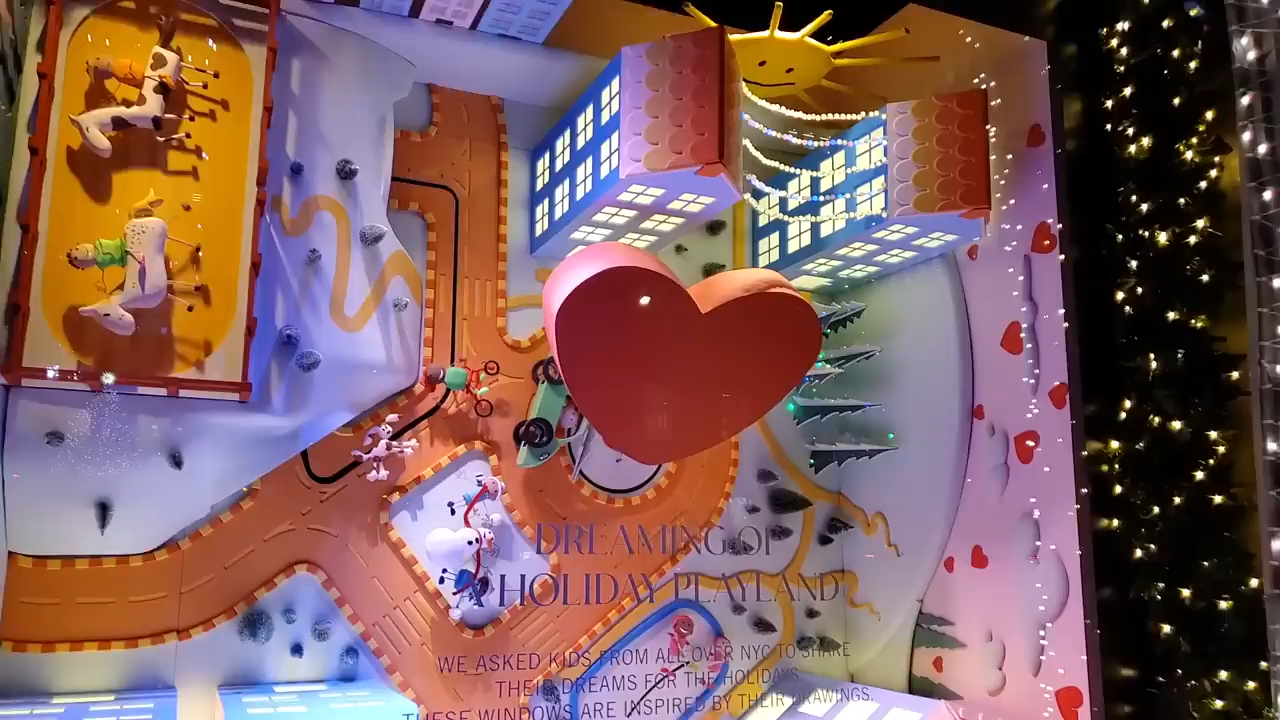 DREAMING OF
A HOLIDAY PLAYLAND
WE ASKED KIDS FROM ALL OVER NYC TO SHARE
THEIR DREAMS FOR THE HOLIDAYS.
THESE WINDOWS ARE INSPIRED BY THEIR DRAWINGS.